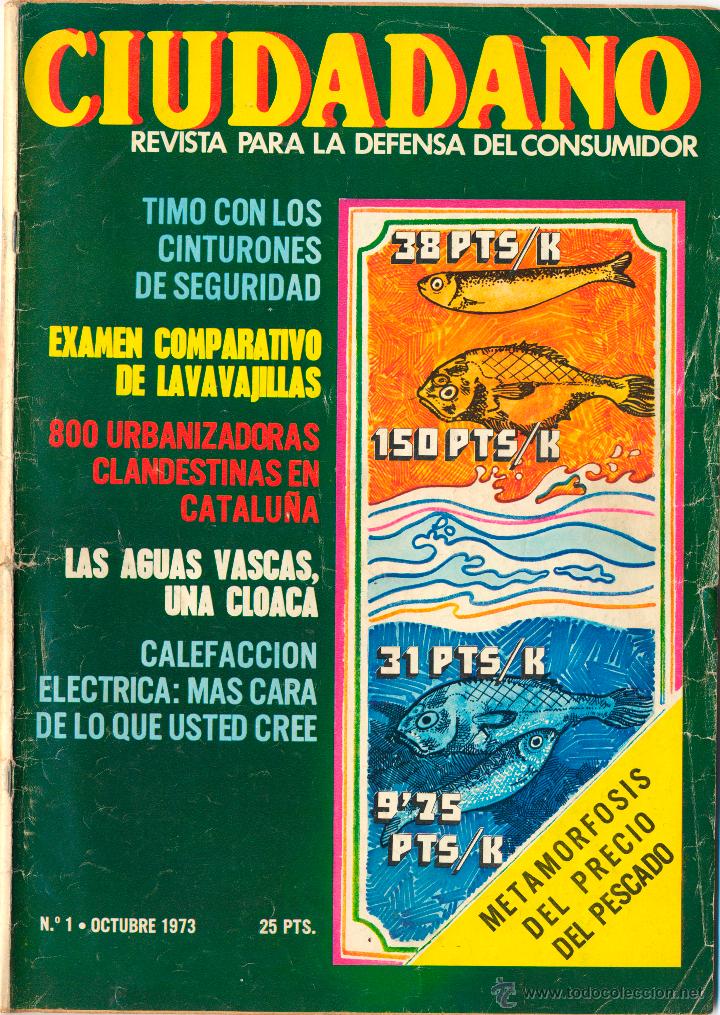 CIUDADANO
REVISTA PARA LA DEFENSA DEL CONSUMIDOR
TIMO CON LOS
CINTURONES
DE SEGURIDAD
EXAMEN COMPARATIVO
DE LAVAVAJILLAS
800 URBANIZADORAS
CLANDESTINAS EN
CATALUÑA
LAS AGUAS VASCAS,
UNA CLOACA
CALEFACCION
ELECTRICA: MAS CARA
DE LO QUE USTED CREE
38 PTS/K
150 PTS/K
31 PTS/K
9'75
PTS/K
METAMORFOSIS
DEL PRECIO
DEL PESCADO
N.º 1 • OCTUBRE 1973 25 PTS.
www.todocoleccion.net